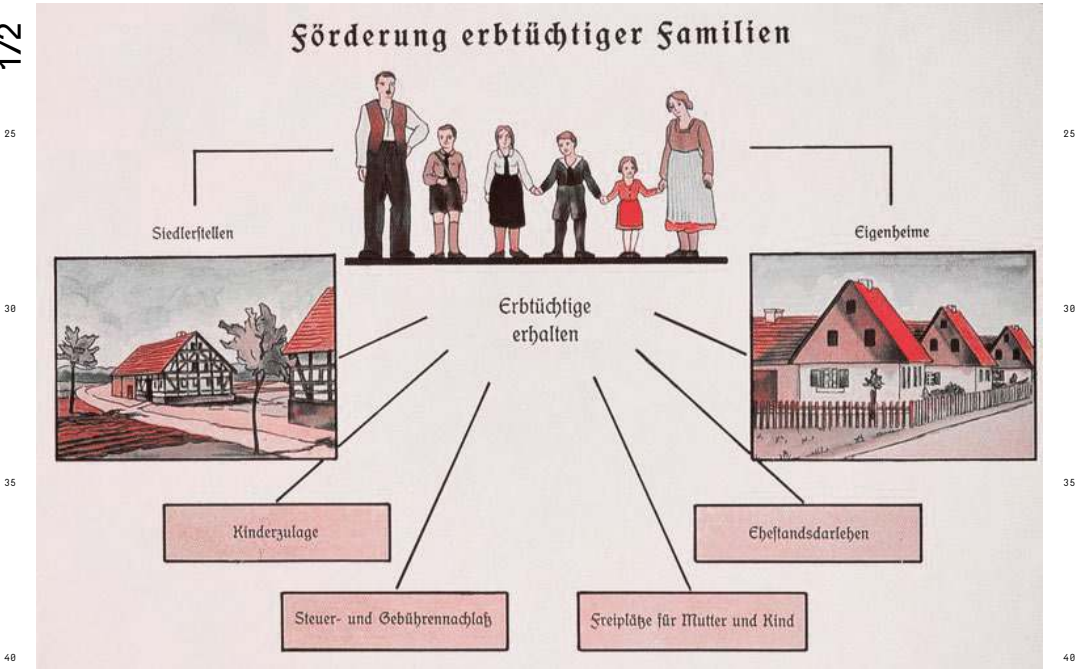 1/2
Förderung erbtüchtiger Familien
25
25
Siedlerstellen
Eigenheime
30
30
Erbtüchtige
erhalten
35
35
Kinderzulage
Ehestandsdarlehen
Steuer- und Gebührennachlaß
Freiplätze für Mutter und Kind
40
40